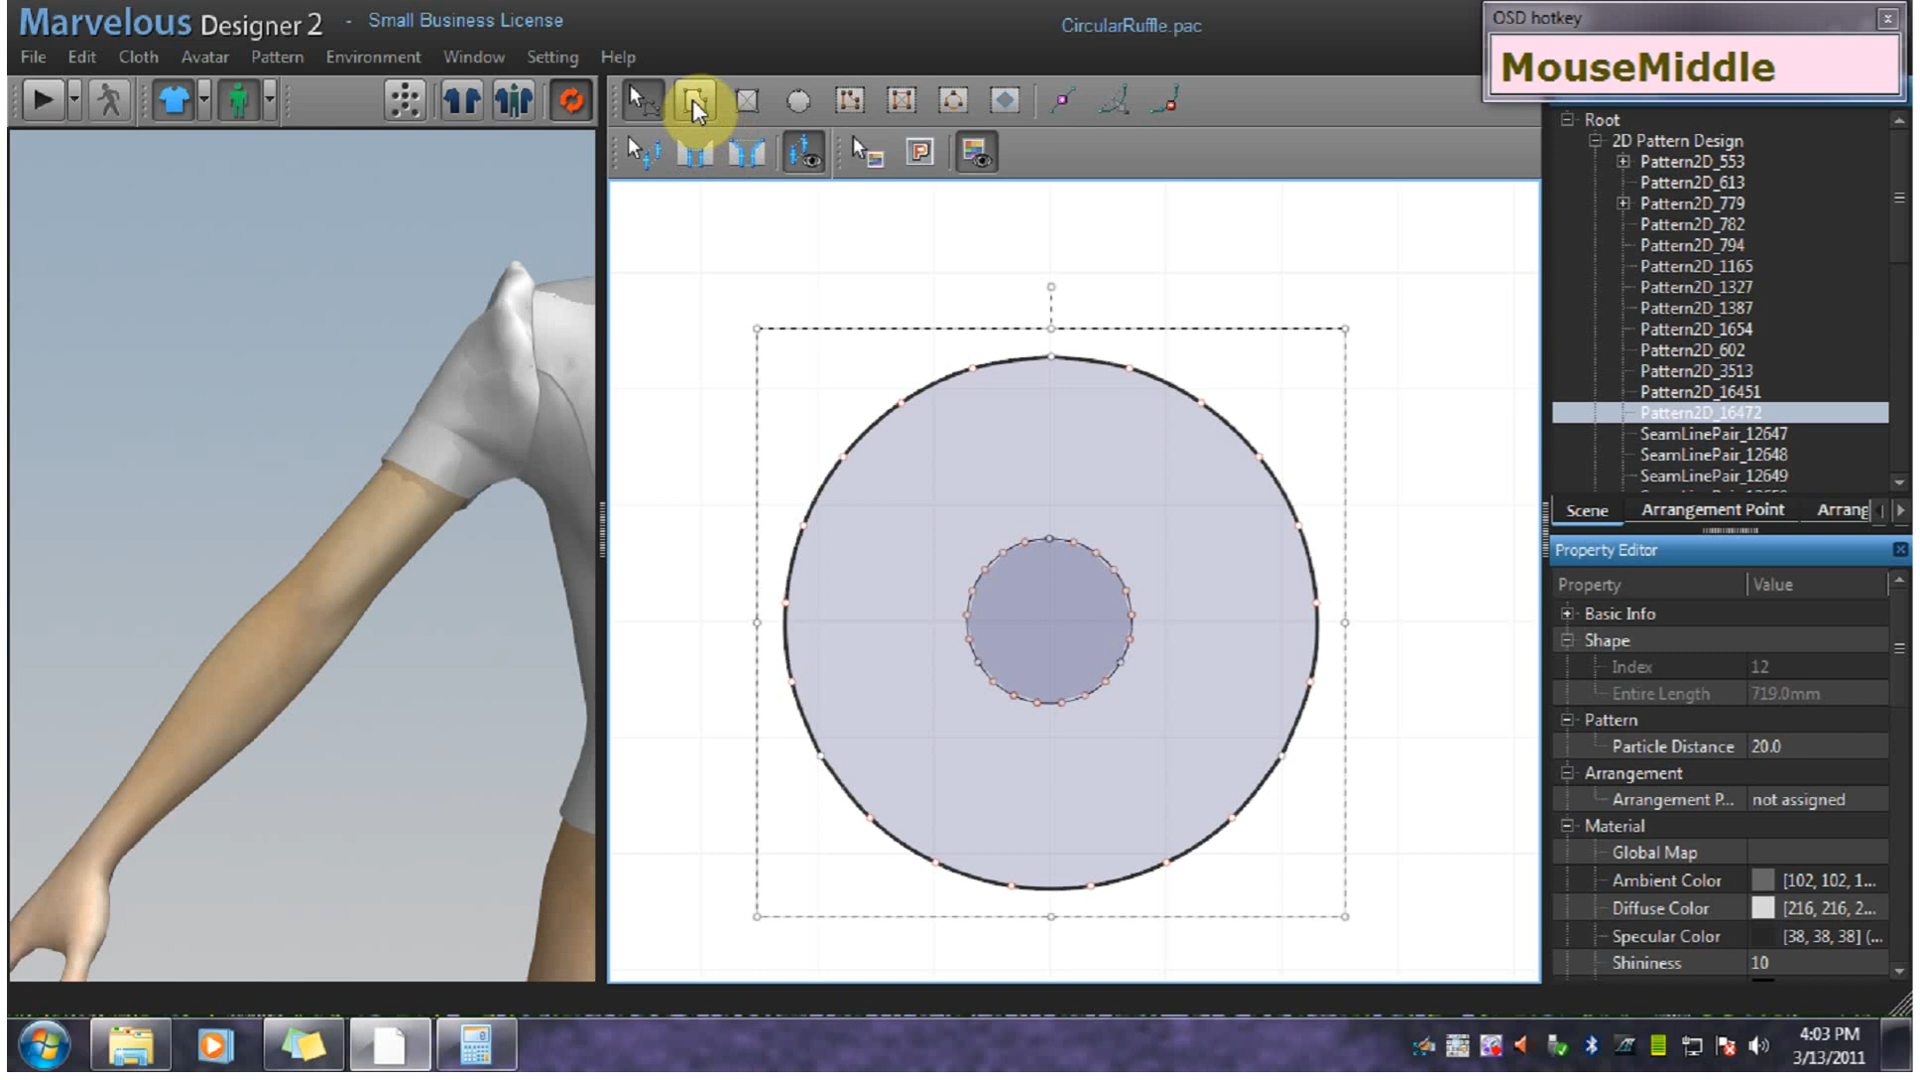 Marvelous Designer 2 - Small Business License
CircularRuffle.pac
OSD hotkey
MouseMiddle
File Edit Cloth Avatar Pattern Environment Window Setting Help
Root
2D Pattern Design
Pattern2D_553
Pattern2D_613
Pattern2D_779
Pattern2D_782
Pattern2D_794
Pattern2D_1165
Pattern2D_1327
Pattern2D_1387
Pattern2D_1654
Pattern2D_602
Pattern2D_3513
Pattern2D_16451
Pattern2D_16472
SeamLinePair_12647
SeamLinePair_12648
SeamLinePair_12649
Scene Arrangement Point Arrang
Property Editor
Property Value
Basic Info
Shape
Index 12
Entire Length 719.0mm
Pattern
Particle Distance 20.0
Arrangement
Arrangement P... not assigned
Material
Global Map
Ambient Color [102, 102, 1...
Diffuse Color [216, 216, 2...
Specular Color [38, 38, 38] (...
Shininess 10
P
4:03 PM
3/13/2011